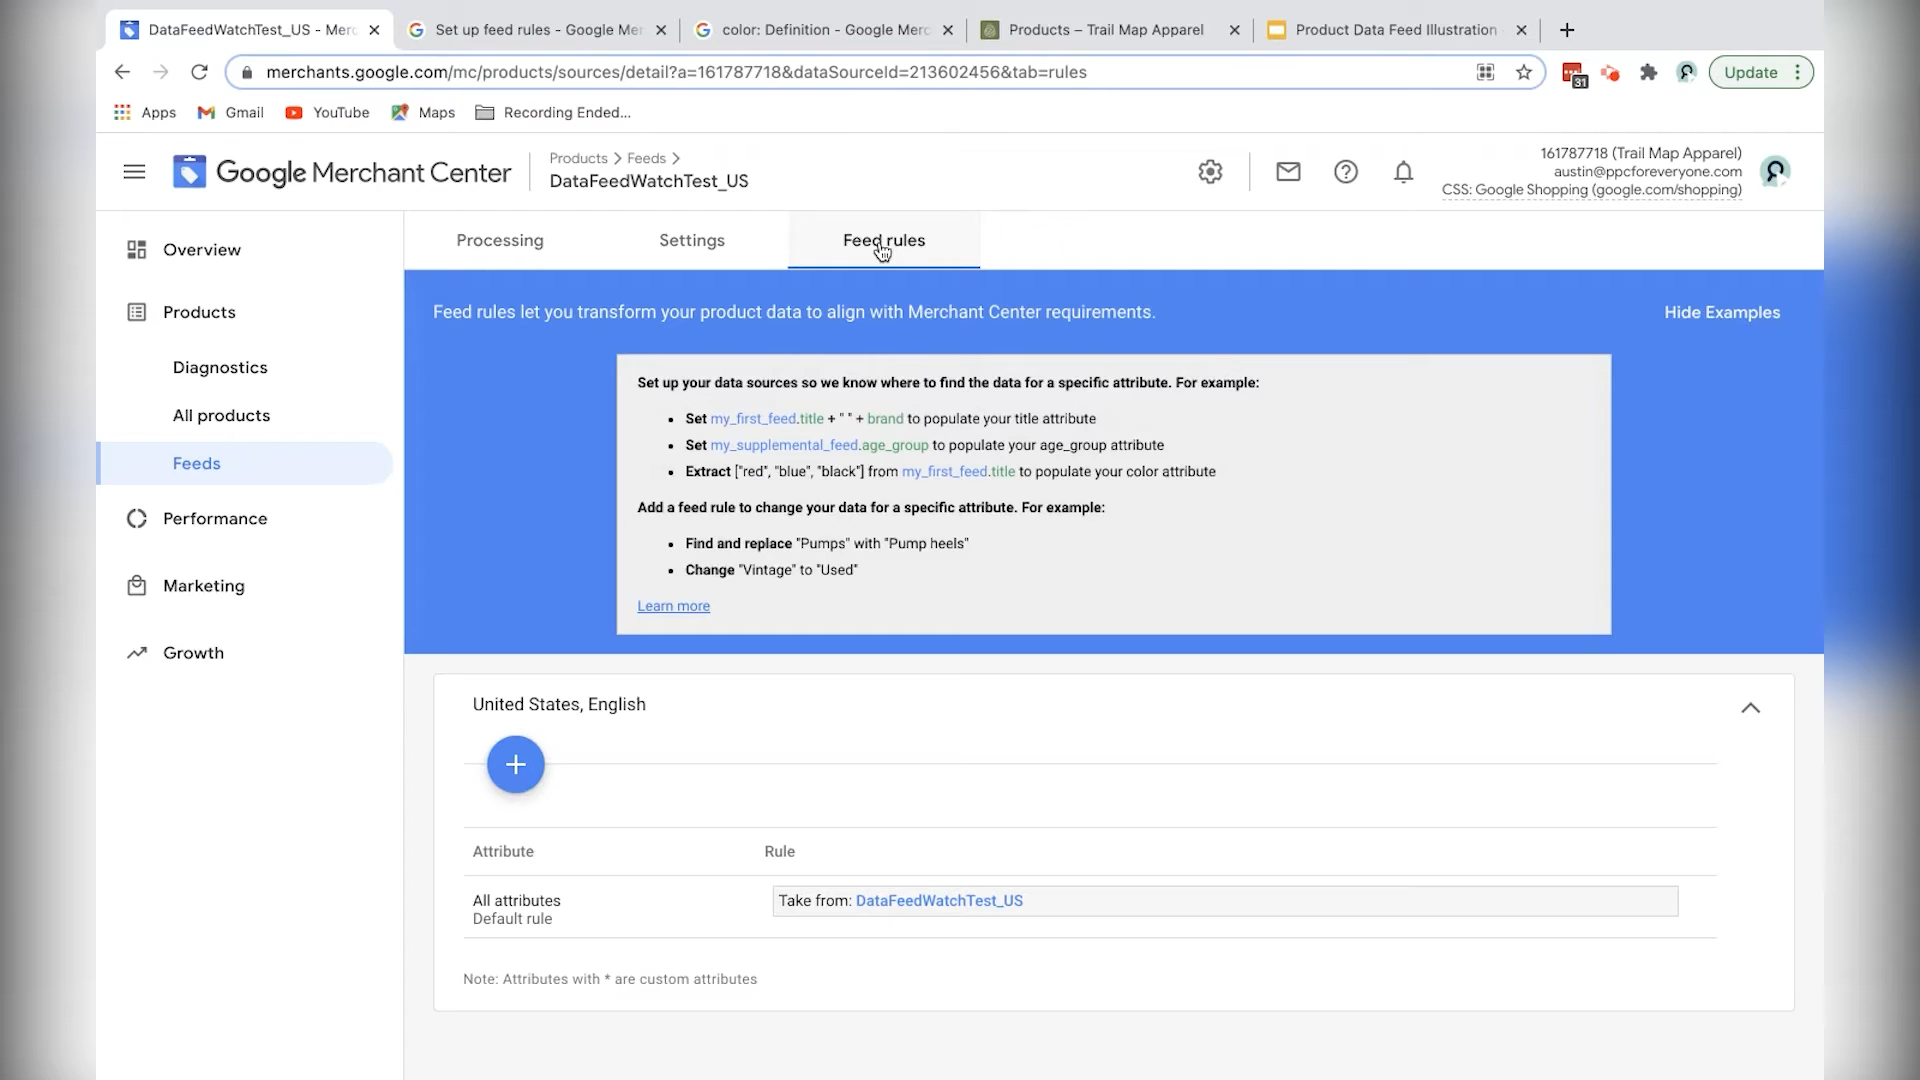 DataFeedWatchTest_US - Merc
Set up feed rules - Google Mer
color: Definition - Google Merc
Products – Trail Map Apparel
Product Data Feed Illustration
merchants.google.com/mc/products/sources/detail?a=161787718&dataSourceId=213602456&tab=rules
31
Update
Apps
Gmail
YouTube
Maps
Recording Ended...
Google Merchant Center
Products > Feeds >
DataFeedWatchTest_US
161787718 (Trail Map Apparel)
austin@ppcforeveryone.com
CSS: Google Shopping (google.com/shopping)
Overview
Products
Diagnostics
All products
Feeds
Performance
Marketing
Growth
Processing
Settings
Feed rules
Feed rules let you transform your product data to align with Merchant Center requirements.
Hide Examples
Set up your data sources so we know where to find the data for a specific attribute. For example:
• Set my_first_feed.title + " " + brand to populate your title attribute
• Set my_supplemental_feed.age_group to populate your age_group attribute
• Extract ["red", "blue", "black"] from my_first_feed.title to populate your color attribute
Add a feed rule to change your data for a specific attribute. For example:
• Find and replace "Pumps" with "Pump heels"
• Change "Vintage" to "Used"
Learn more
United States, English
Attribute
Rule
All attributes
Default rule
Take from: DataFeedWatchTest_US
Note: Attributes with * are custom attributes